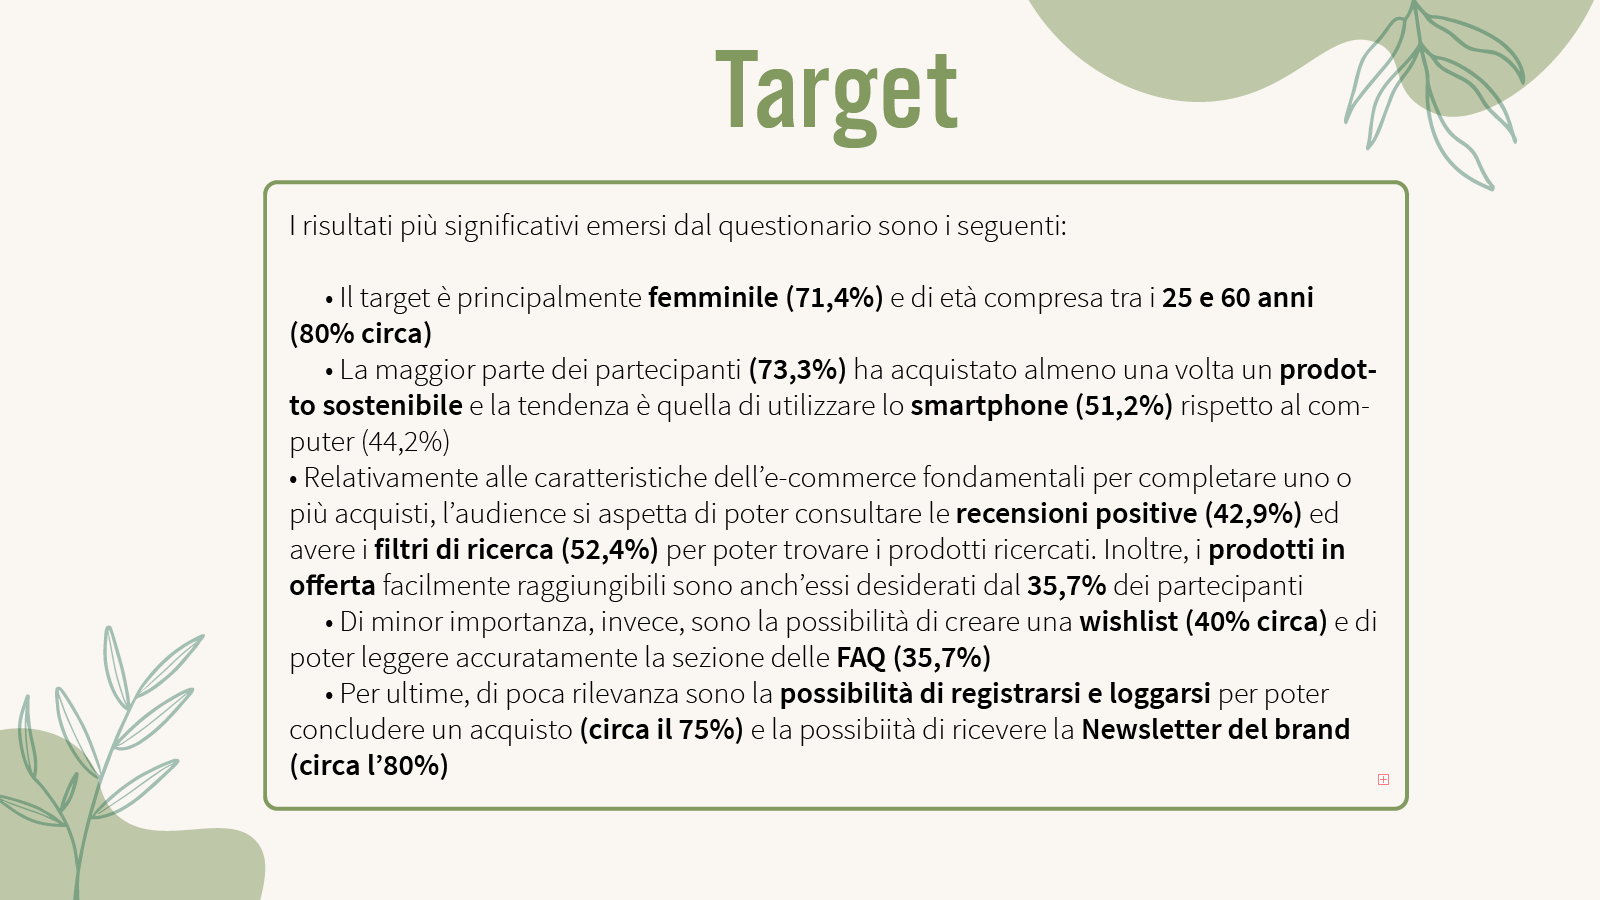 Target
I risultati più significativi emersi dal questionario sono i seguenti:
• Il target è principalmente femminile (71,4%) e di età compresa tra i 25 e 60 anni
(80% circa)
• La maggior parte dei partecipanti (73,3%) ha acquistato almeno una volta un prodot-
to sostenibile e la tendenza è quella di utilizzare lo smartphone (51,2%) rispetto al com-
puter (44,2%)
• Relativamente alle caratteristiche dell’e-commerce fondamentali per completare uno o
più acquisti, l’audience si aspetta di poter consultare le recensioni positive (42,9%) ed
avere i filtri di ricerca (52,4%) per poter trovare i prodotti ricercati. Inoltre, i prodotti in
offerta facilmente raggiungibili sono anch’essi desiderati dal 35,7% dei partecipanti
• Di minor importanza, invece, sono la possibilità di creare una wishlist (40% circa) e di
poter leggere accuratamente la sezione delle FAQ (35,7%)
• Per ultime, di poca rilevanza sono la possibilità di registrarsi e loggarsi per poter
concludere un acquisto (circa il 75%) e la possibiità di ricevere la Newsletter del brand
(circa l’80%)